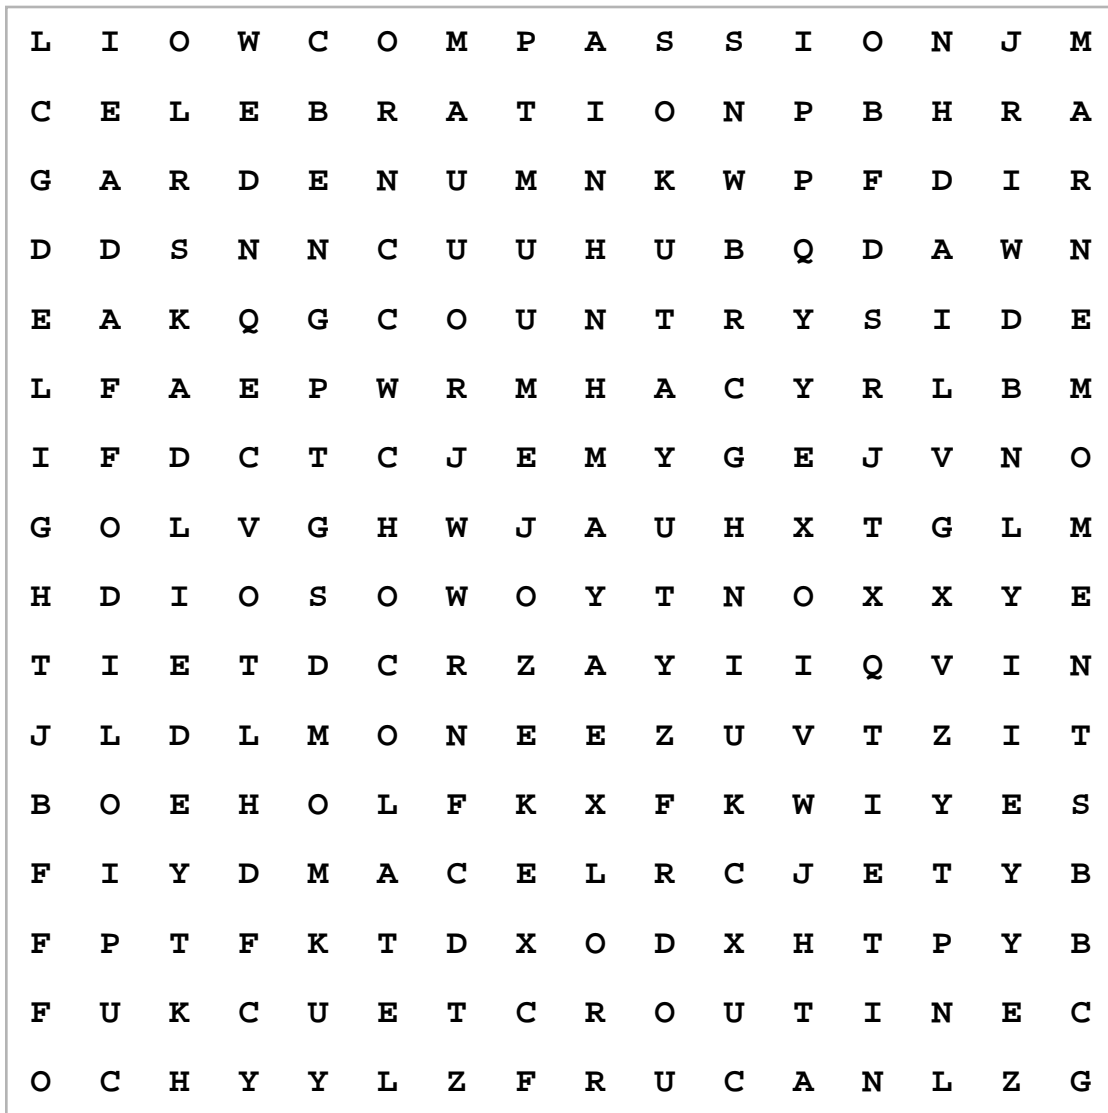 L I O W C O M P A S S I O N J M
C E L E B R A T I O N P B H R A
G A R D E N U M N K W P F D I R
D D S N N C U U H U B Q D A W N
E A K Q G C O U N T R Y S I D E
L F A E P W R M H A C Y R L B M
I F D C T C J E M Y G E J V N O
G O L V G H W J A U H X T G L M
H D I O S O W O Y T N O X X Y E
T I E T D C R Z A Y I I Q V I N
J L D L M O N E E Z U V T Z I T
B O E H O L F K X F K W I Y E S
F I Y D M A C E L R C J E T Y B
F P T F K T D X O D X H T P Y B
F U K C U E T C R O U T I N E C
O C H Y Y L Z F R U C A N L Z G